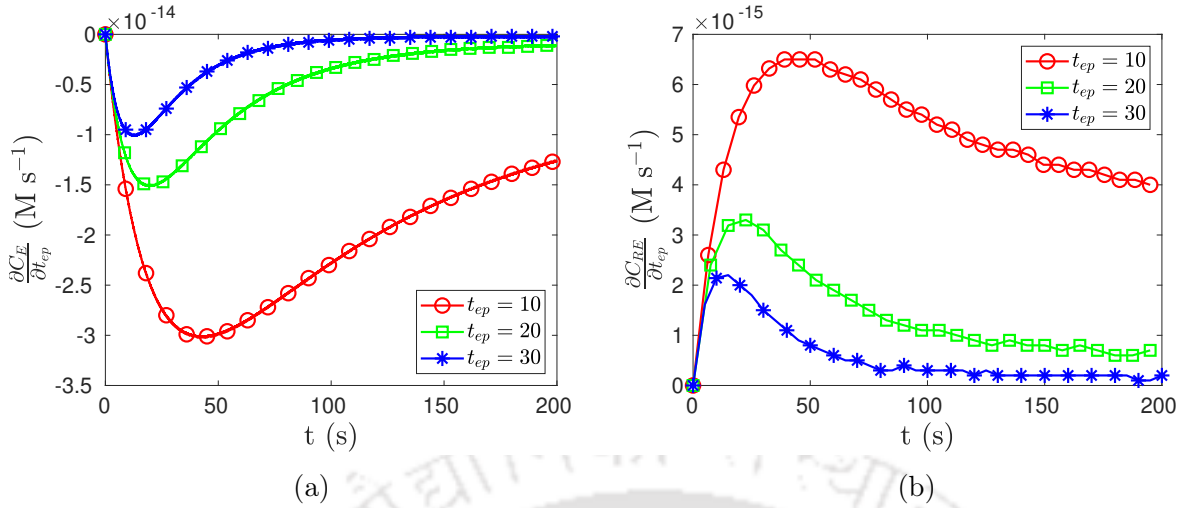 ×10⁻¹⁴
0
-0.5
-1
-1.5
-2
-2.5
-3
-3.5
0 50 100 150 200
t (s)
∂C_E/∂t_ep (M s⁻¹)
t_ep = 10
t_ep = 20
t_ep = 30
(a)
×10⁻¹⁵
7
6
5
4
3
2
1
0
0 50 100 150 200
t (s)
∂C_RE/∂t_ep (M s⁻¹)
t_ep = 10
t_ep = 20
t_ep = 30
(b)